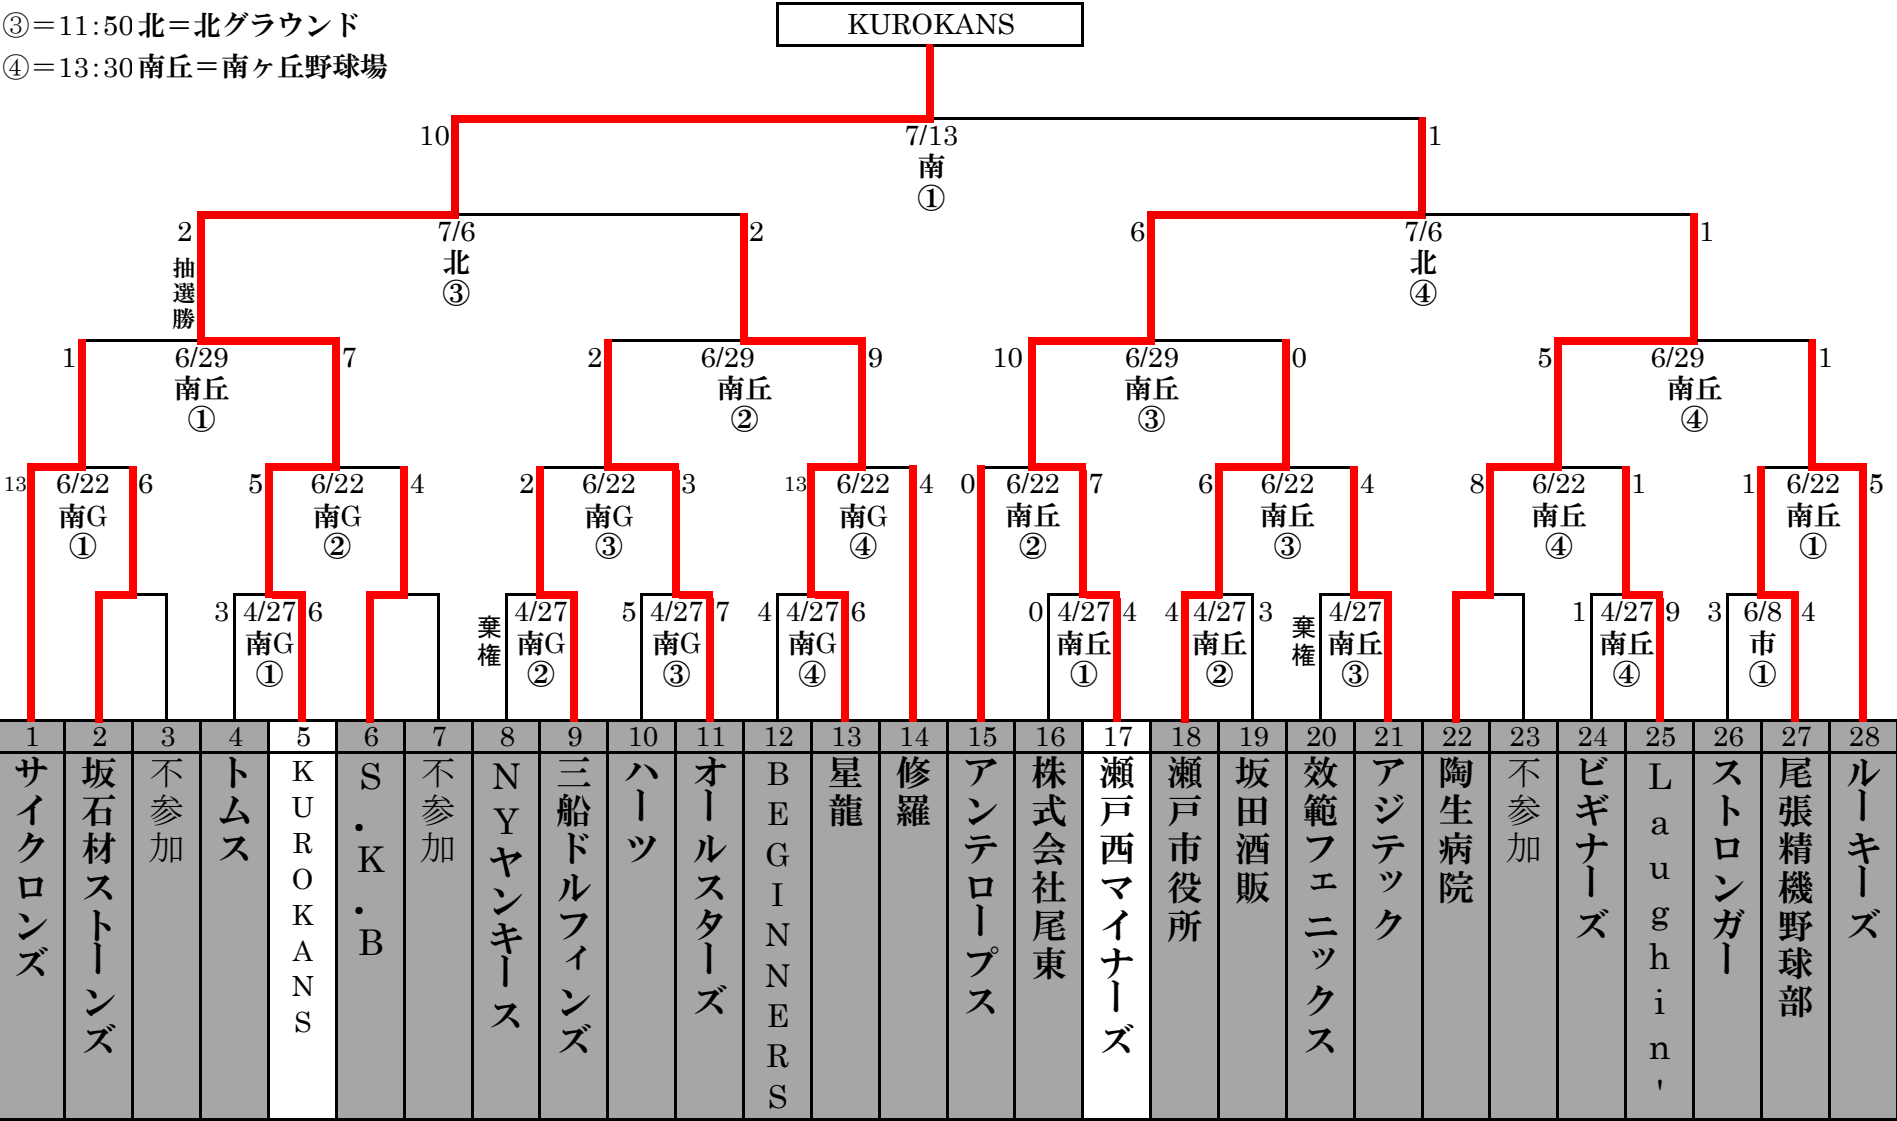 ③＝11:50 北＝北グラウンド
④＝13:30 南丘＝南ヶ丘野球場
KUROKANS
10 7/13 1
南
①
2 7/6 2 6 7/6 1
抽選勝 北 北
③ ④
1 6/29 7 2 6/29 9 10 6/29 0 5 6/29 1
南丘 南丘 南丘 南丘
① ② ③ ④
13 6/22 6 5 6/22 4 2 6/22 3 13 6/22 4 0 6/22 7 6 6/22 4 8 6/22 1 1 6/22 5
南G 南G 南G 南G 南丘 南丘 南丘 南丘
① ② ③ ④ ② ③ ④ ①
3 4/27 6 棄権 4/27 5 4/27 7 4 4/27 6 0 4/27 4 4 4/27 3 棄権 4/27 1 4/27 9 3 6/8 4
南G 南G 南G 南G 南丘 南丘 南丘 南丘 市
① ② ③ ④ ① ② ③ ④ ①
1 2 3 4 5 6 7 8 9 10 11 12 13 14 15 16 17 18 19 20 21 22 23 24 25 26 27 28
サイクロンズ
坂石材ストーンズ
不参加
トムス
KUROKANS
S.K.B
不参加
NYヤンキース
三船ドルフィンズ
ハーツ
オールスターズ
BEGINNERS
星龍
修羅
アンテロープス
株式会社尾東
瀬戸西マイナーズ
瀬戸市役所
坂田酒販
効範フェニックス
アジテック
陶生病院
不参加
ビギナーズ
Laughin'
ストロンガー
尾張精機野球部
ルーキーズ